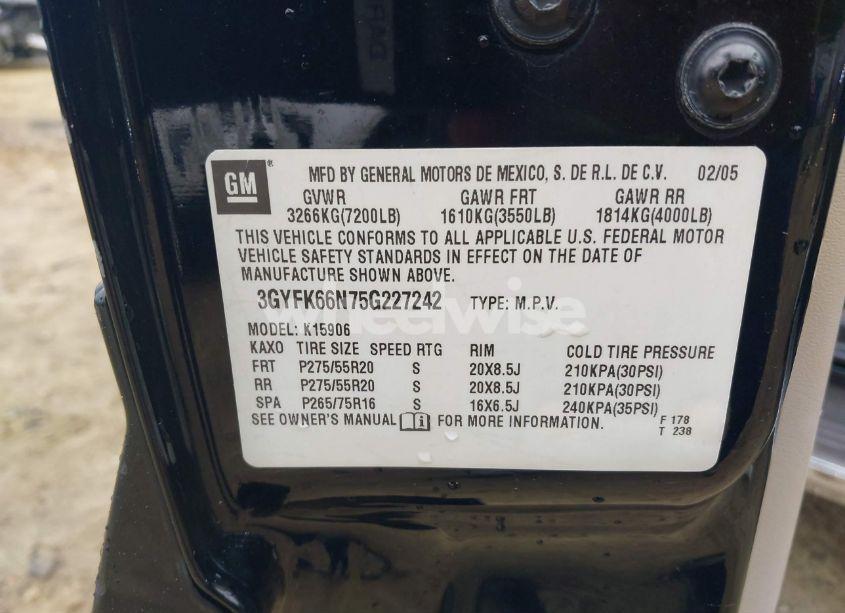 GM ® MFD BY GENERAL MOTORS DE MEXICO, S. DE R.L. DE C.V. 02/05
GVWR GAWR FRT GAWR RR
3266KG(7200LB) 1610KG(3550LB) 1814KG(4000LB)
THIS VEHICLE CONFORMS TO ALL APPLICABLE U.S. FEDERAL MOTOR
VEHICLE SAFETY STANDARDS IN EFFECT ON THE DATE OF
MANUFACTURE SHOWN ABOVE.
3GYFK66N75G227242 TYPE: M.P.V.
wheelwise
MODEL: K15906
KAXO TIRE SIZE SPEED RTG RIM COLD TIRE PRESSURE
FRT P275/55R20 S 20X8.5J 210KPA(30PSI)
RR P275/55R20 S 20X8.5J 210KPA(30PSI)
SPA P265/75R16 S 16X6.5J 240KPA(35PSI)
SEE OWNER'S MANUAL FOR MORE INFORMATION. F 178
T 238